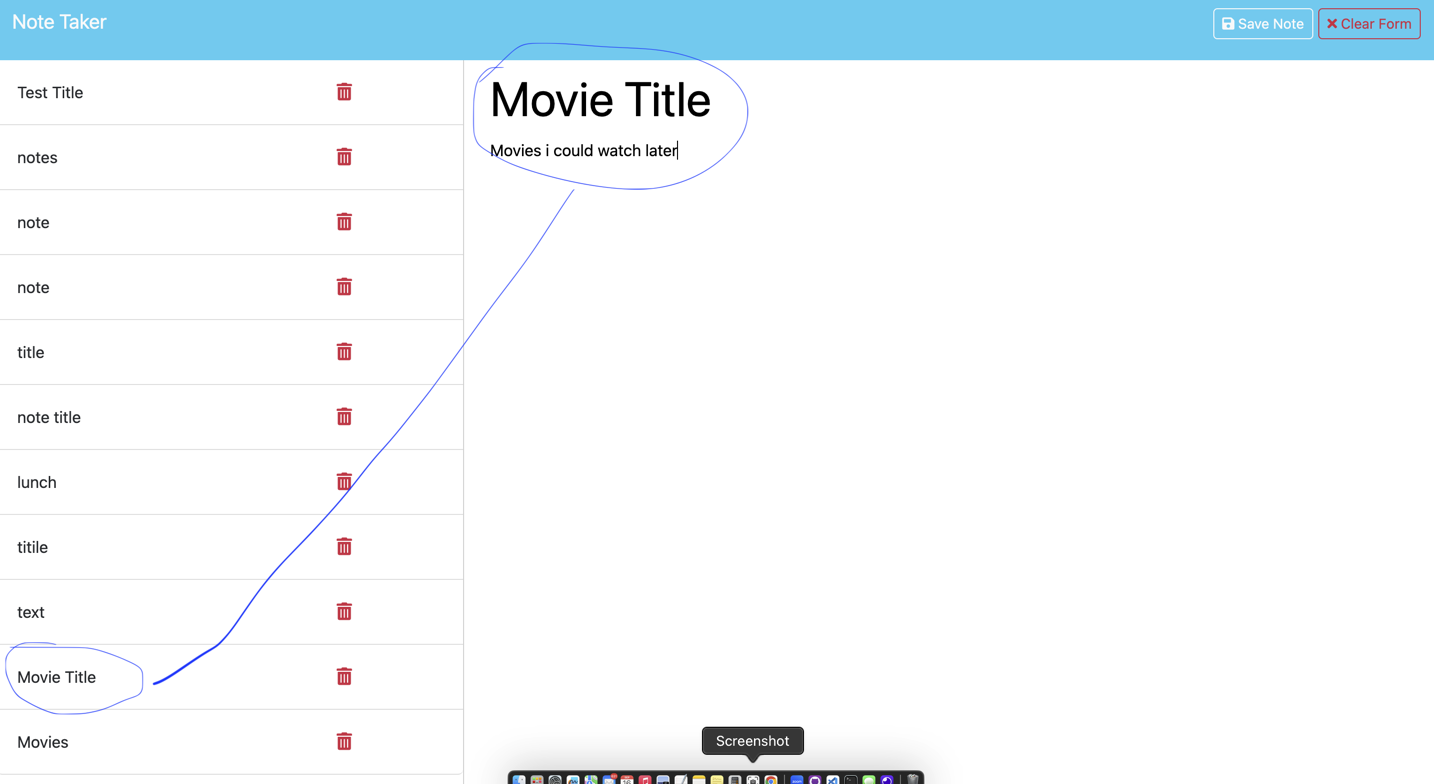 Note Taker
Save Note
Clear Form
Test Title
notes
note
note
title
note title
lunch
titile
text
Movie Title
Movies
Movie Title
Movies i could watch later
Screenshot